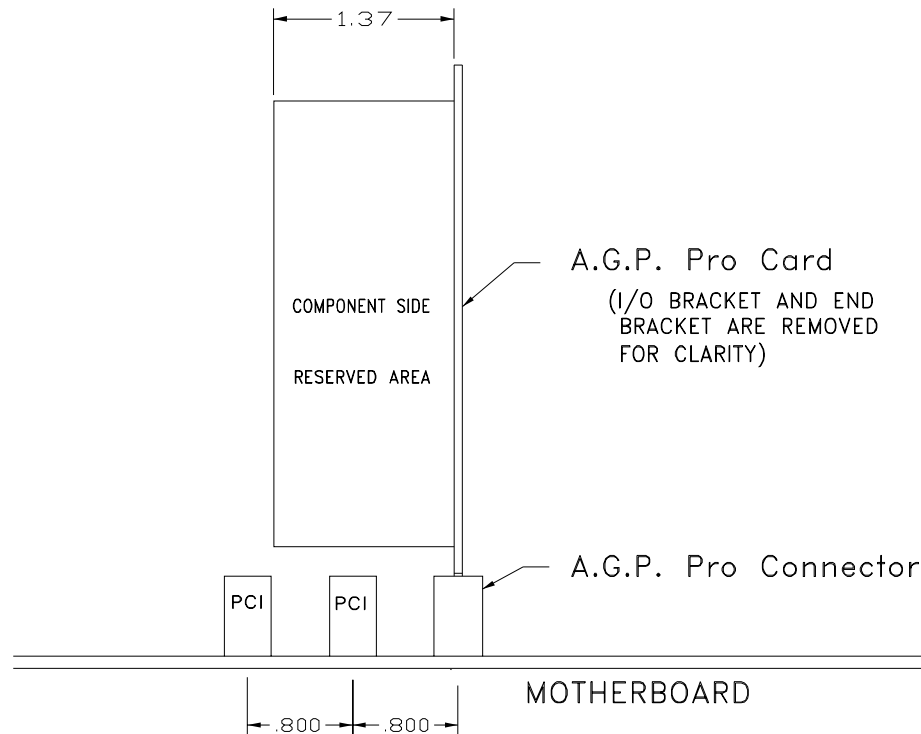 1.37
A.G.P. Pro Card
(I/O BRACKET AND END
BRACKET ARE REMOVED
FOR CLARITY)
COMPONENT SIDE
RESERVED AREA
A.G.P. Pro Connector
PCI
PCI
MOTHERBOARD
.800
.800